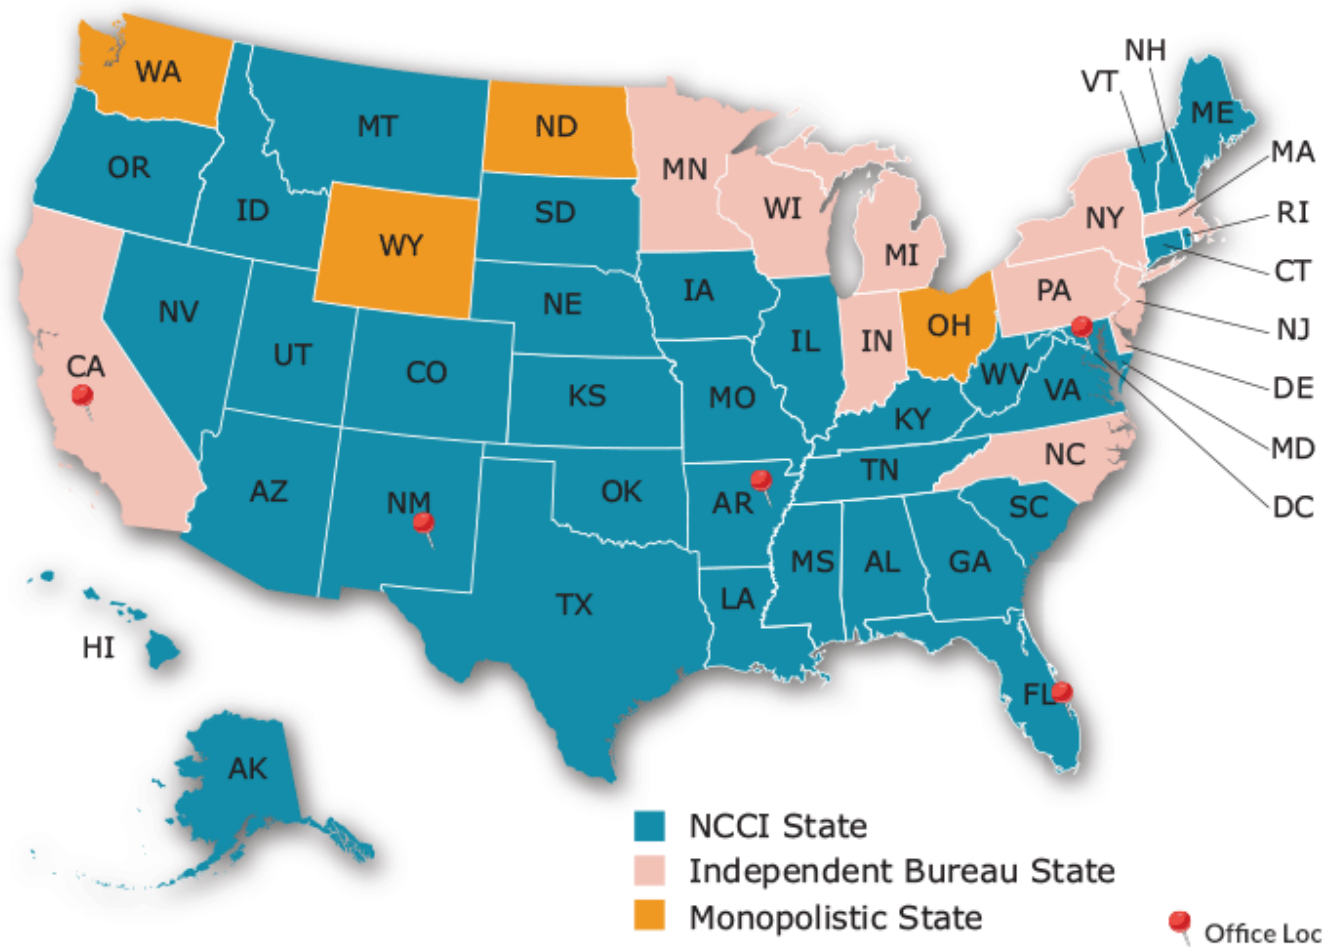 NH
VT
WA
ME
MT
ND
MA
OR
MN
ID
SD
WI
NY
RI
WY
MI
CT
NV
NE
IA
PA
NJ
UT
IL
IN
OH
CA
CO
KS
MO
WV
VA
DE
KY
MD
NC
TN
AZ
NM
OK
AR
SC
DC
MS
AL
GA
TX
LA
HI
FL
AK
NCCI State
Independent Bureau State
Monopolistic State
Office Loc